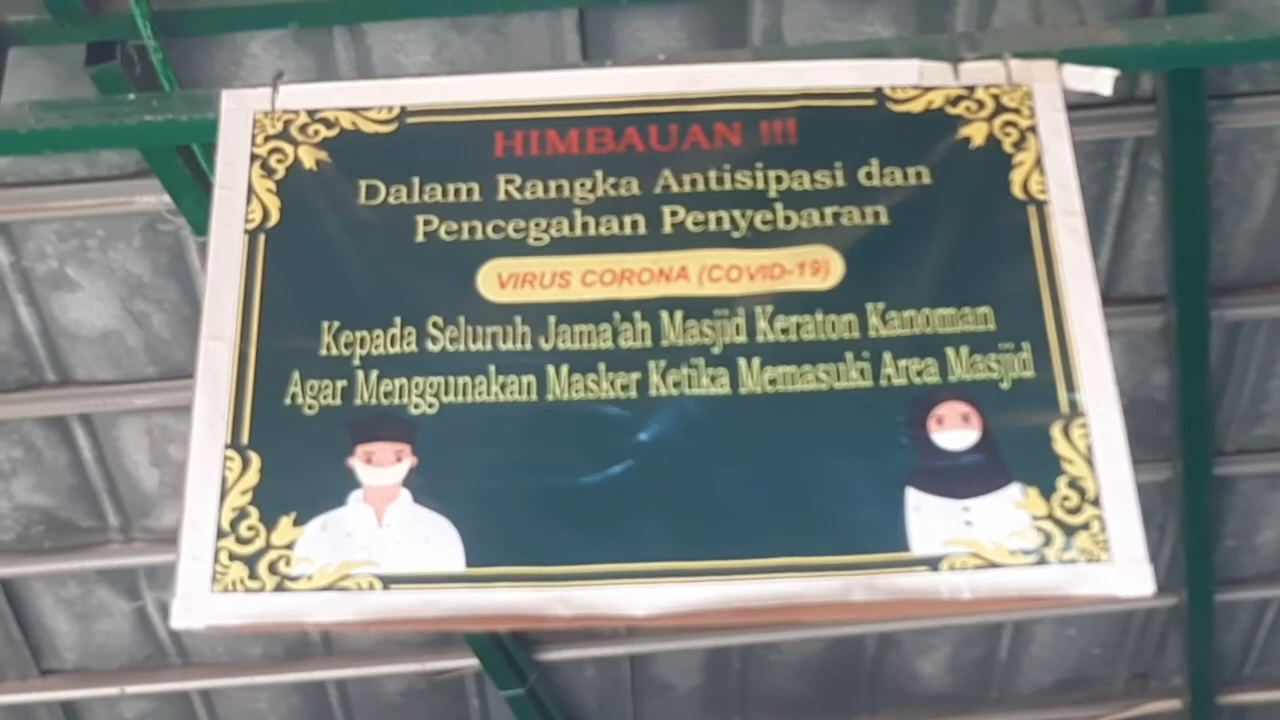 HIMBAUAN !!!
Dalam Rangka Antisipasi dan
Pencegahan Penyebaran
VIRUS CORONA (COVID-19)
Kepada Seluruh Jama'ah Masjid Keraton Kanoman
Agar Menggunakan Masker Ketika Memasuki Area Masjid